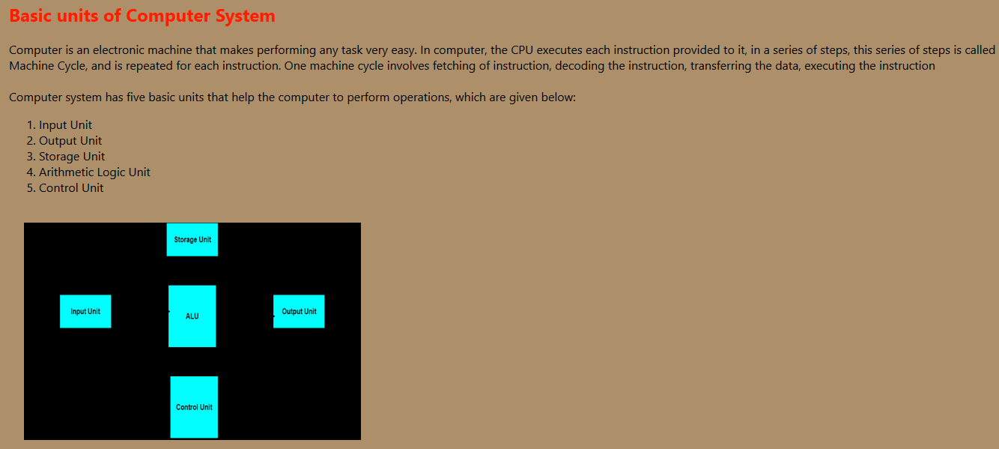 Basic units of Computer System
Computer is an electronic machine that makes performing any task very easy. In computer, the CPU executes each instruction provided to it, in a series of steps, this series of steps is called
Machine Cycle, and is repeated for each instruction. One machine cycle involves fetching of instruction, decoding the instruction, transferring the data, executing the instruction
Computer system has five basic units that help the computer to perform operations, which are given below:
1. Input Unit
2. Output Unit
3. Storage Unit
4. Arithmetic Logic Unit
5. Control Unit
Storage Unit
Input Unit
ALU
Output Unit
Control Unit